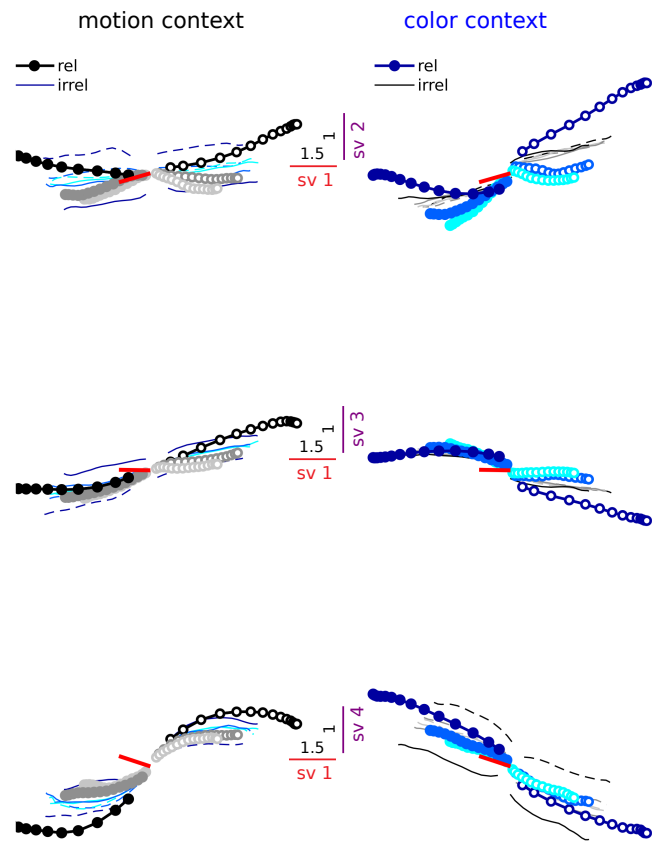 motion context
color context
rel
irrel
rel
irrel
1
sv 2
1.5
sv 1
1
sv 3
1.5
sv 1
1
sv 4
1.5
sv 1